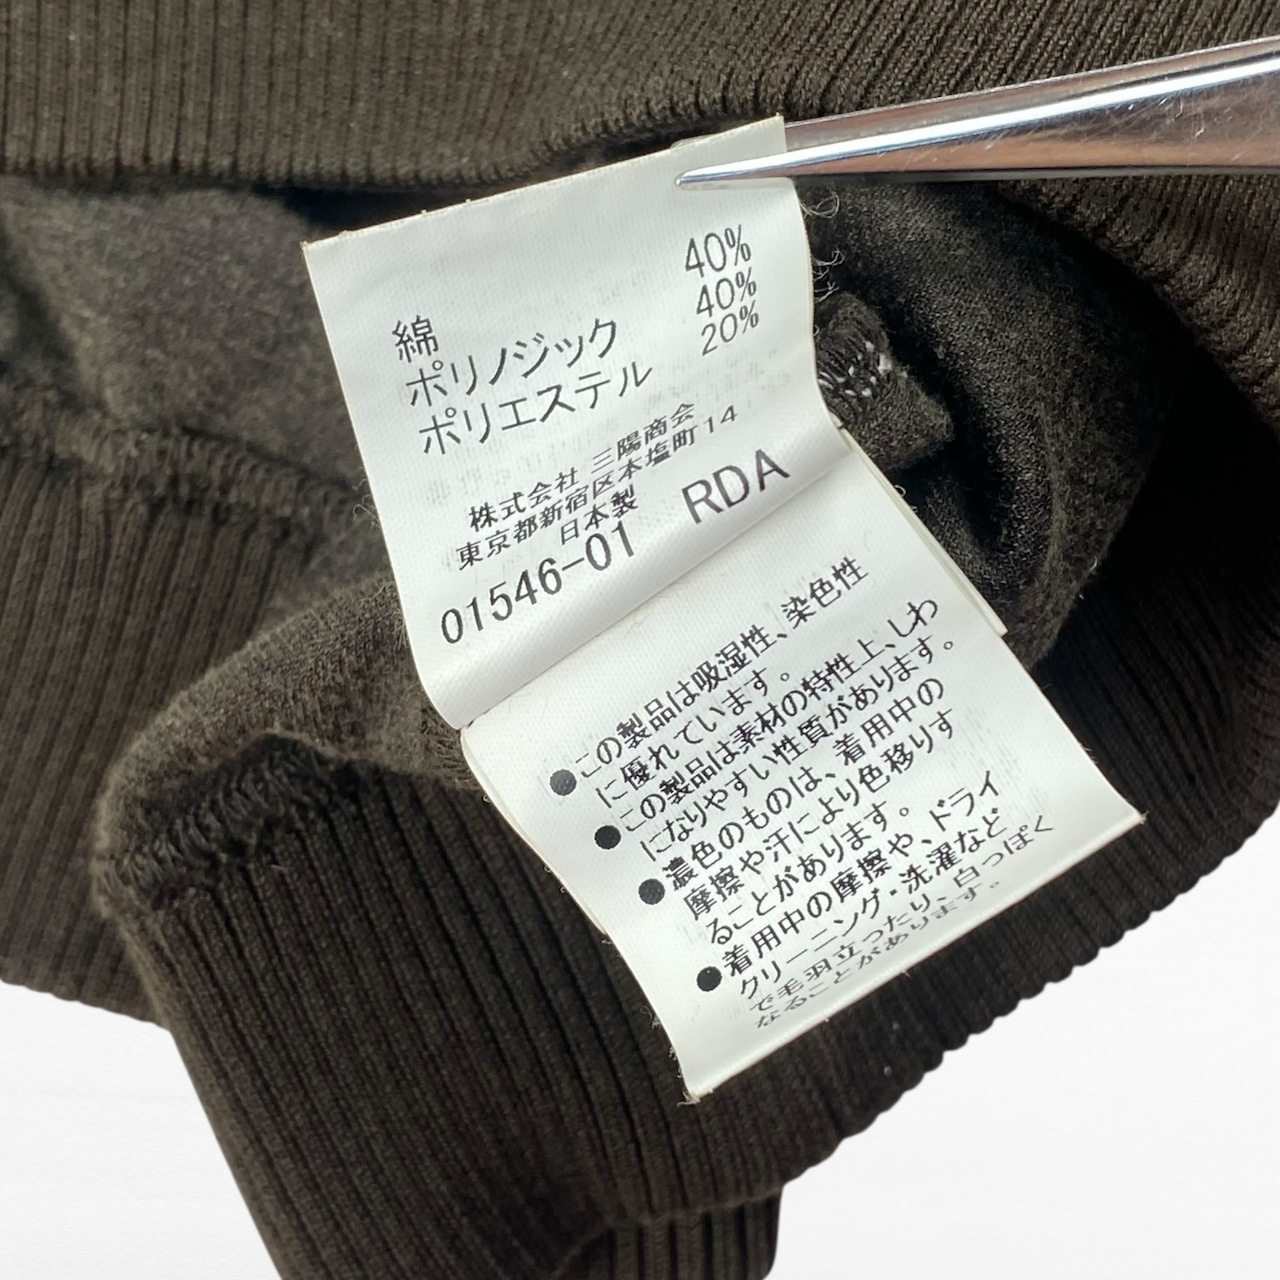 綿 40%
ポリノジック 40%
ポリエステル 20%
株式会社 三陽商会
東京都新宿区本塩町14
日本製
01546-01 RDA
●この製品は吸湿性、染色性
に優れています。
●この製品は素材の特性上、しわ
になりやすい性質があります。
●濃色のものは、着用中の
摩擦や汗により色移りす
ることがあります。
●着用中の摩擦や、ドライ
クリーニング・洗濯など
で毛羽立ったり、白っぽく
なることがあります。